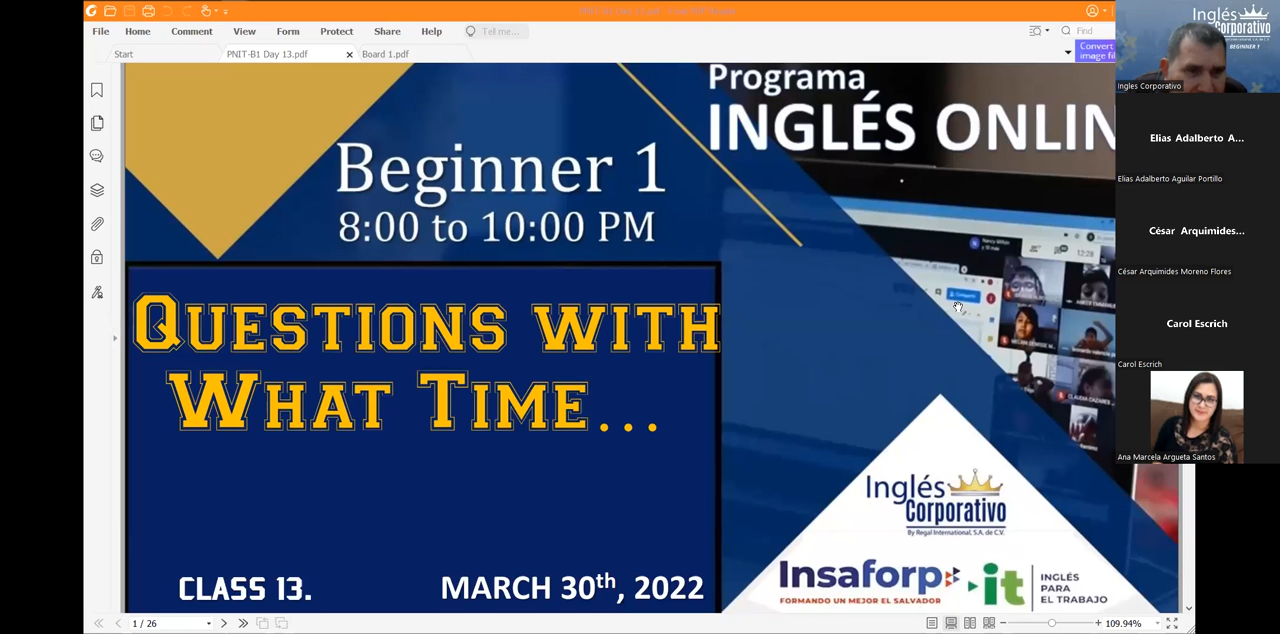 File Home Comment View Form Protect Share Help Tell me... Find
Start PNIT-B1 Day 13.pdf Board 1.pdf
Convert
image fil
Programa
INGLÉS ONLIN
Beginner 1
8:00 to 10:00 PM
QUESTIONS WITH
WHAT TIME...
CLASS 13. MARCH 30th, 2022
12:28
Inglés
Corporativo
By Regal International, S.A. de C.V.
Insaforp
FORMANDO UN MEJOR EL SALVADOR
it
INGLÉS
PARA
EL TRABAJO
1 / 26
109.94%
Inglés
Corporativo
BEGINNER 1
Ingles Corporativo
Elias Adalberto A...
Elias Adalberto Aguilar Portillo
César Arquimides...
César Arquimides Moreno Flores
Carol Escrich
Carol Escrich
Ana Marcela Argueta Santos